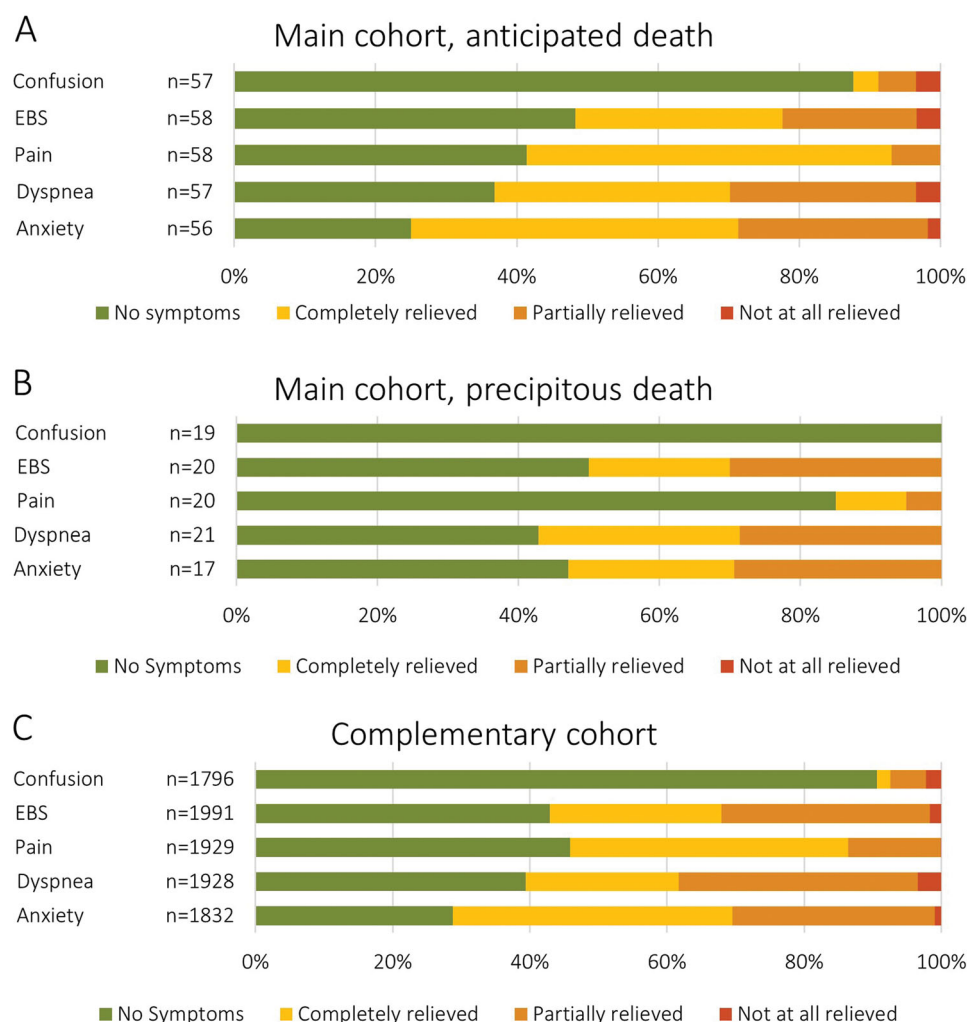 A
Main cohort, anticipated death
Confusion n=57
EBS n=58
Pain n=58
Dyspnea n=57
Anxiety n=56
0% 20% 40% 60% 80% 100%
No symptoms Completely relieved Partially relieved Not at all relieved
B
Main cohort, precipitous death
Confusion n=19
EBS n=20
Pain n=20
Dyspnea n=21
Anxiety n=17
0% 20% 40% 60% 80% 100%
No Symptoms Completely relieved Partially relieved Not at all relieved
C
Complementary cohort
Confusion n=1796
EBS n=1991
Pain n=1929
Dyspnea n=1928
Anxiety n=1832
0% 20% 40% 60% 80% 100%
No Symptoms Completely relieved Partially relieved Not at all relieved